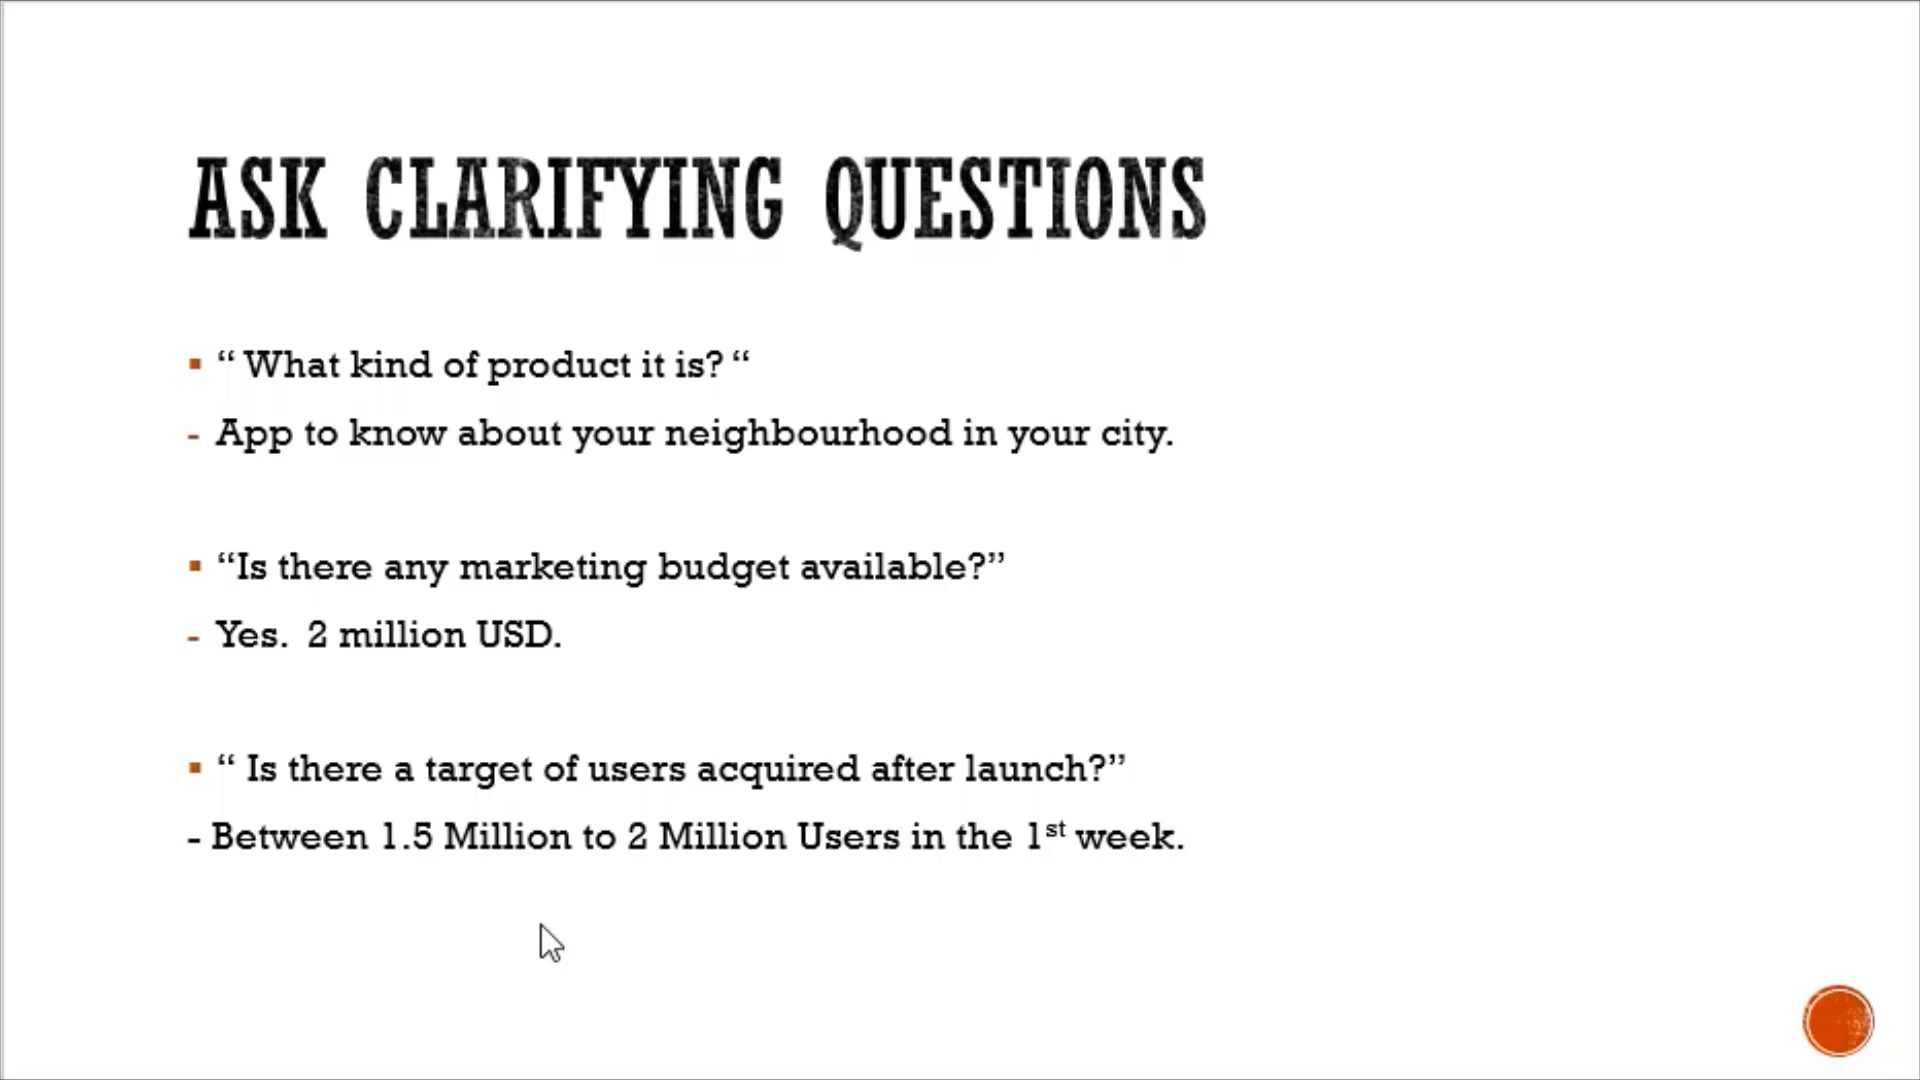 ASK CLARIFYING QUESTIONS
▪ “ What kind of product it is? “
- App to know about your neighbourhood in your city.
▪ “Is there any marketing budget available?”
- Yes.  2 million USD.
▪ “ Is there a target of users acquired after launch?”
- Between 1.5 Million to 2 Million Users in the 1st week.